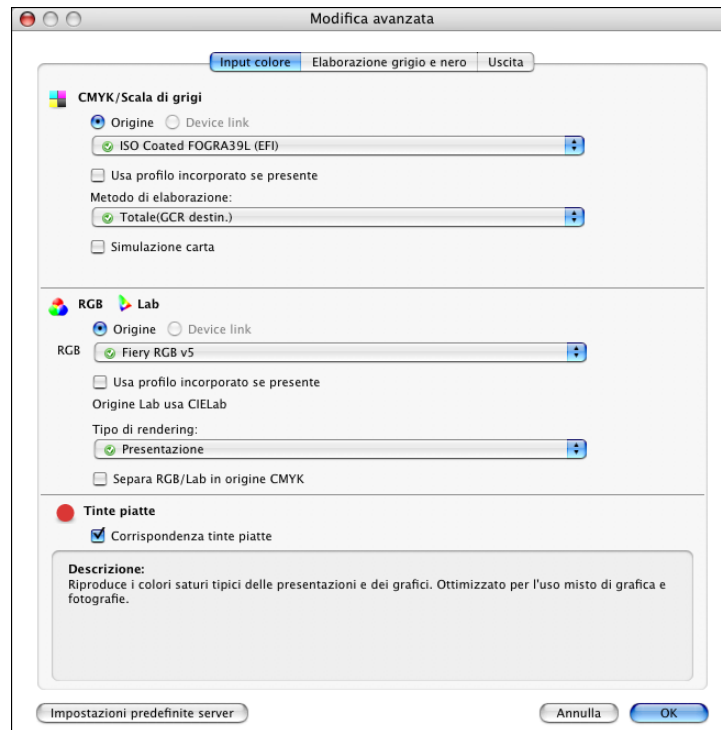 Modifica avanzata
Input colore Elaborazione grigio e nero Uscita
CMYK/Scala di grigi
Origine Device link
ISO Coated FOGRA39L (EFI)
Usa profilo incorporato se presente
Metodo di elaborazione:
Totale(GCR destin.)
Simulazione carta
RGB Lab
Origine Device link
RGB Fiery RGB v5
Usa profilo incorporato se presente
Origine Lab usa CIELab
Tipo di rendering:
Presentazione
Separa RGB/Lab in origine CMYK
Tinte piatte
Corrispondenza tinte piatte
Descrizione:
Riproduce i colori saturi tipici delle presentazioni e dei grafici. Ottimizzato per l'uso misto di grafica e
fotografie.
Impostazioni predefinite server Annulla OK